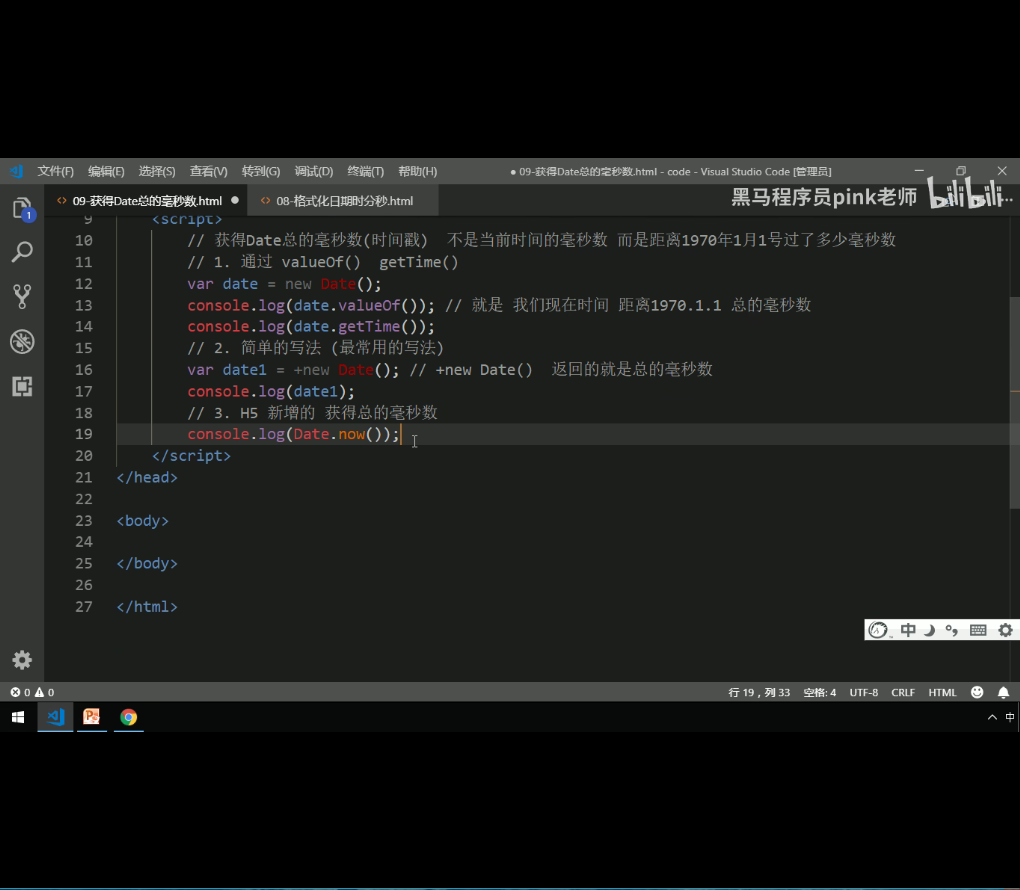 文件(F) 编辑(E) 选择(S) 查看(V) 转到(G) 调试(D) 终端(T) 帮助(H) ● 09-获得Date总的毫秒数.html - code - Visual Studio Code [管理员]
09-获得Date总的毫秒数.html ● 08-格式化日期时分秒.html
黑马程序员pink老师 bilibili
1
9 <script>
10 // 获得Date总的毫秒数(时间戳) 不是当前时间的毫秒数 而是距离1970年1月1号过了多少毫秒数
11 // 1. 通过 valueOf() getTime()
12 var date = new Date();
13 console.log(date.valueOf()); // 就是 我们现在时间 距离1970.1.1 总的毫秒数
14 console.log(date.getTime());
15 // 2. 简单的写法 (最常用的写法)
16 var date1 = +new Date(); // +new Date() 返回的就是总的毫秒数
17 console.log(date1);
18 // 3. H5 新增的 获得总的毫秒数
19 console.log(Date.now());
20 </script>
21 </head>
22
23 <body>
24
25 </body>
26
27 </html>
中
0 0 行 19，列 33 空格: 4 UTF-8 CRLF HTML
中